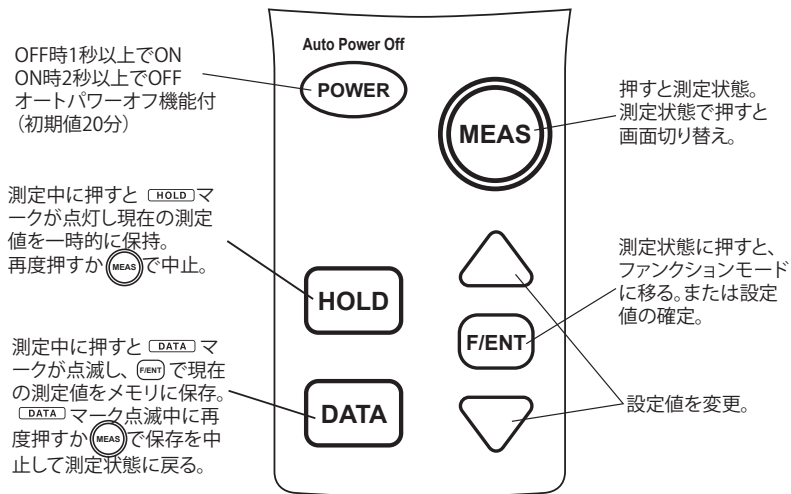 OFF時1秒以上でON
ON時2秒以上でOFF
オートパワーオフ機能付
（初期値20分）
測定中に押すと HOLD マ
ークが点灯し現在の測定
値を一時的に保持。
再度押すか MEAS で中止。
測定中に押すと DATA マ
ークが点滅し、 F/ENT で現在
の測定値をメモリに保存。
DATA マーク点滅中に再
度押すか MEAS で保存を中
止して測定状態に戻る。
Auto Power Off
POWER
MEAS
HOLD
F/ENT
DATA
押すと測定状態。
測定状態で押すと
画面切り替え。
測定状態に押すと、
ファンクションモード
に移る。または設定
値の確定。
設定値を変更。